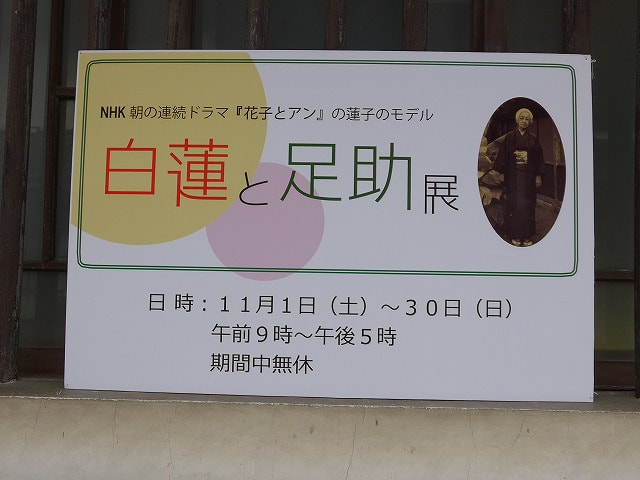 NHK 朝の連続ドラマ『花子とアン』の蓮子のモデル
白蓮と足助展
日 時：１１月１日（土）～３０日（日）
午前９時～午後５時
期間中無休